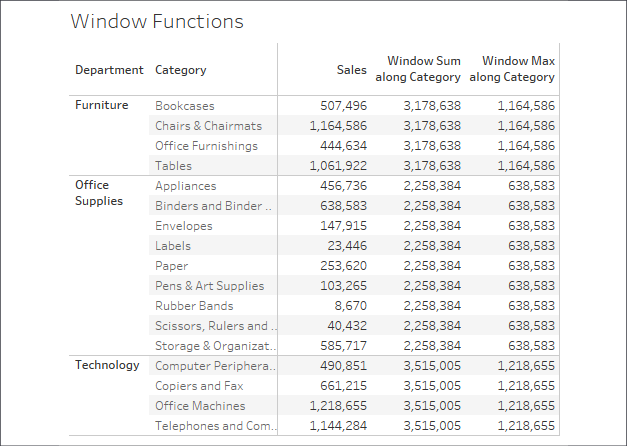 Window Functions
Department Category Sales Window Sum along Category Window Max along Category
Furniture Bookcases 507,496 3,178,638 1,164,586
Chairs & Chairmats 1,164,586 3,178,638 1,164,586
Office Furnishings 444,634 3,178,638 1,164,586
Tables 1,061,922 3,178,638 1,164,586
Office Supplies Appliances 456,736 2,258,384 638,583
Binders and Binder .. 638,583 2,258,384 638,583
Envelopes 147,915 2,258,384 638,583
Labels 23,446 2,258,384 638,583
Paper 253,620 2,258,384 638,583
Pens & Art Supplies 103,265 2,258,384 638,583
Rubber Bands 8,670 2,258,384 638,583
Scissors, Rulers and .. 40,432 2,258,384 638,583
Storage & Organizat.. 585,717 2,258,384 638,583
Technology Computer Periphera.. 490,851 3,515,005 1,218,655
Copiers and Fax 661,215 3,515,005 1,218,655
Office Machines 1,218,655 3,515,005 1,218,655
Telephones and Com.. 1,144,284 3,515,005 1,218,655